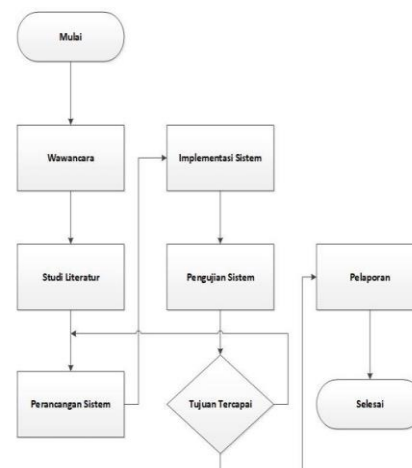 Mulai
Wawancara
Studi Literatur
Perancangan Sistem
Implementasi Sistem
Pengujian Sistem
Tujuan Tercapai
Pelaporan
Selesai